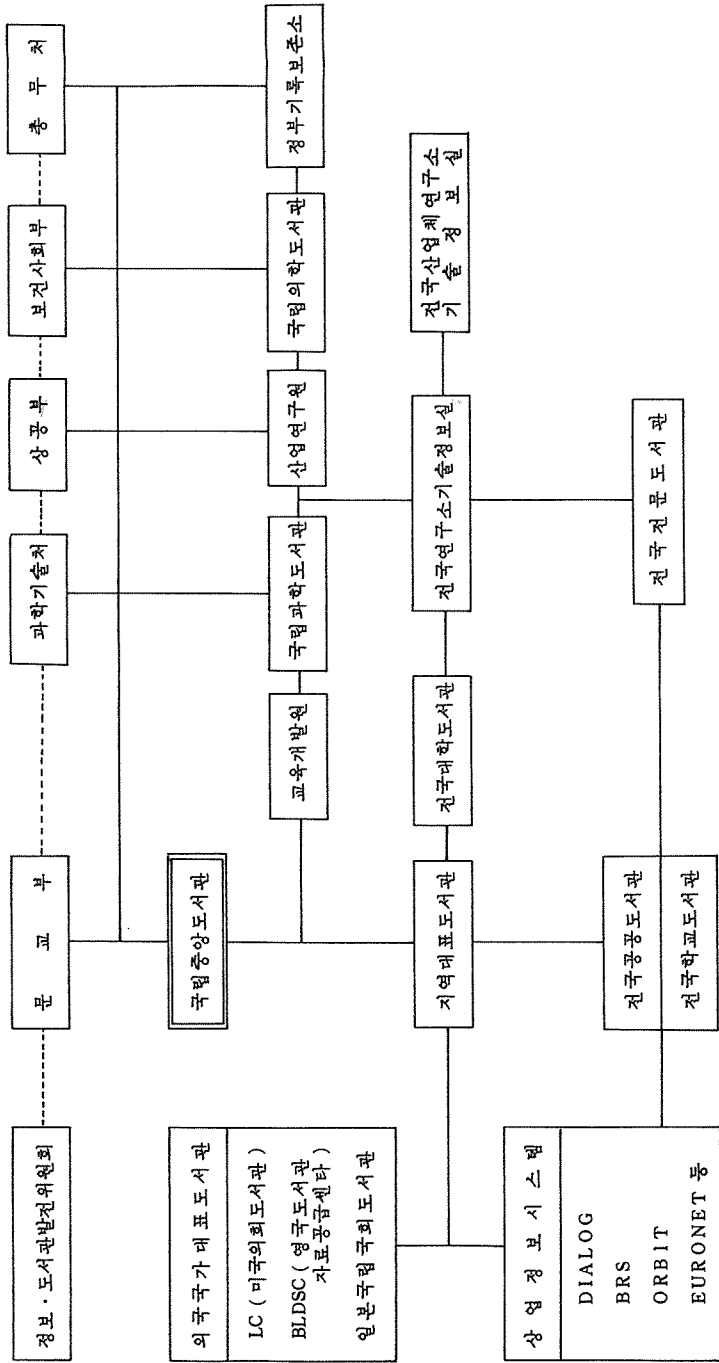 정보·도서관발전위원회
문교부
과학기술처
상공부
보건사회부
총무처
외국국가대표도서관
LC (미국의회도서관)
BLDSC (영국도서관
자료공급센타)
일본국립국회도서관
국립중앙도서관
교육개발원
국립과학도서관
산업연구원
국립의학도서관
정부기록보존소
지역대표도서관
전국대학도서관
전국연구소기술정보실
전국산업체연구소
기술정보실
상업정보시스템
DIALOG
BRS
ORBIT
EURONET 등
전국공공도서관
전국학교도서관
전국전문도서관